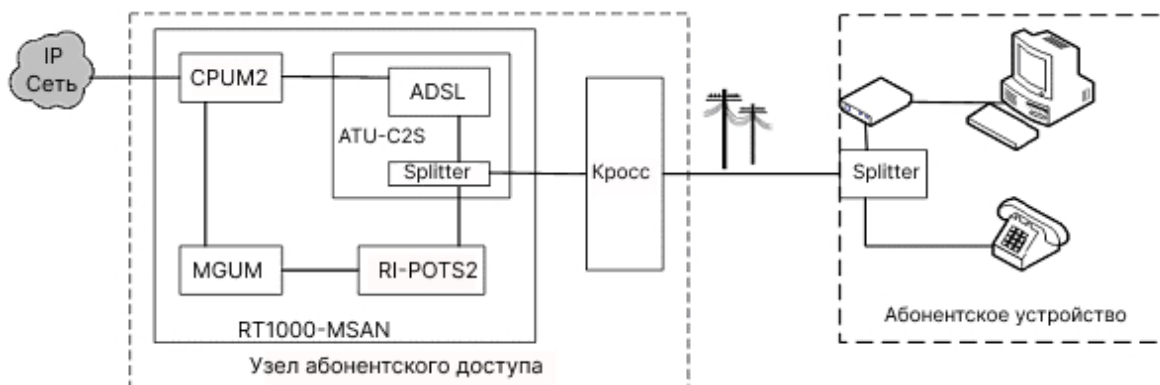 IP
Сеть
CPUM2
ADSL
ATU-C2S
Splitter
MGUM
RI-POTS2
RT1000-MSAN
Узел абонентского доступа
Кросс
Splitter
Абонентское устройство